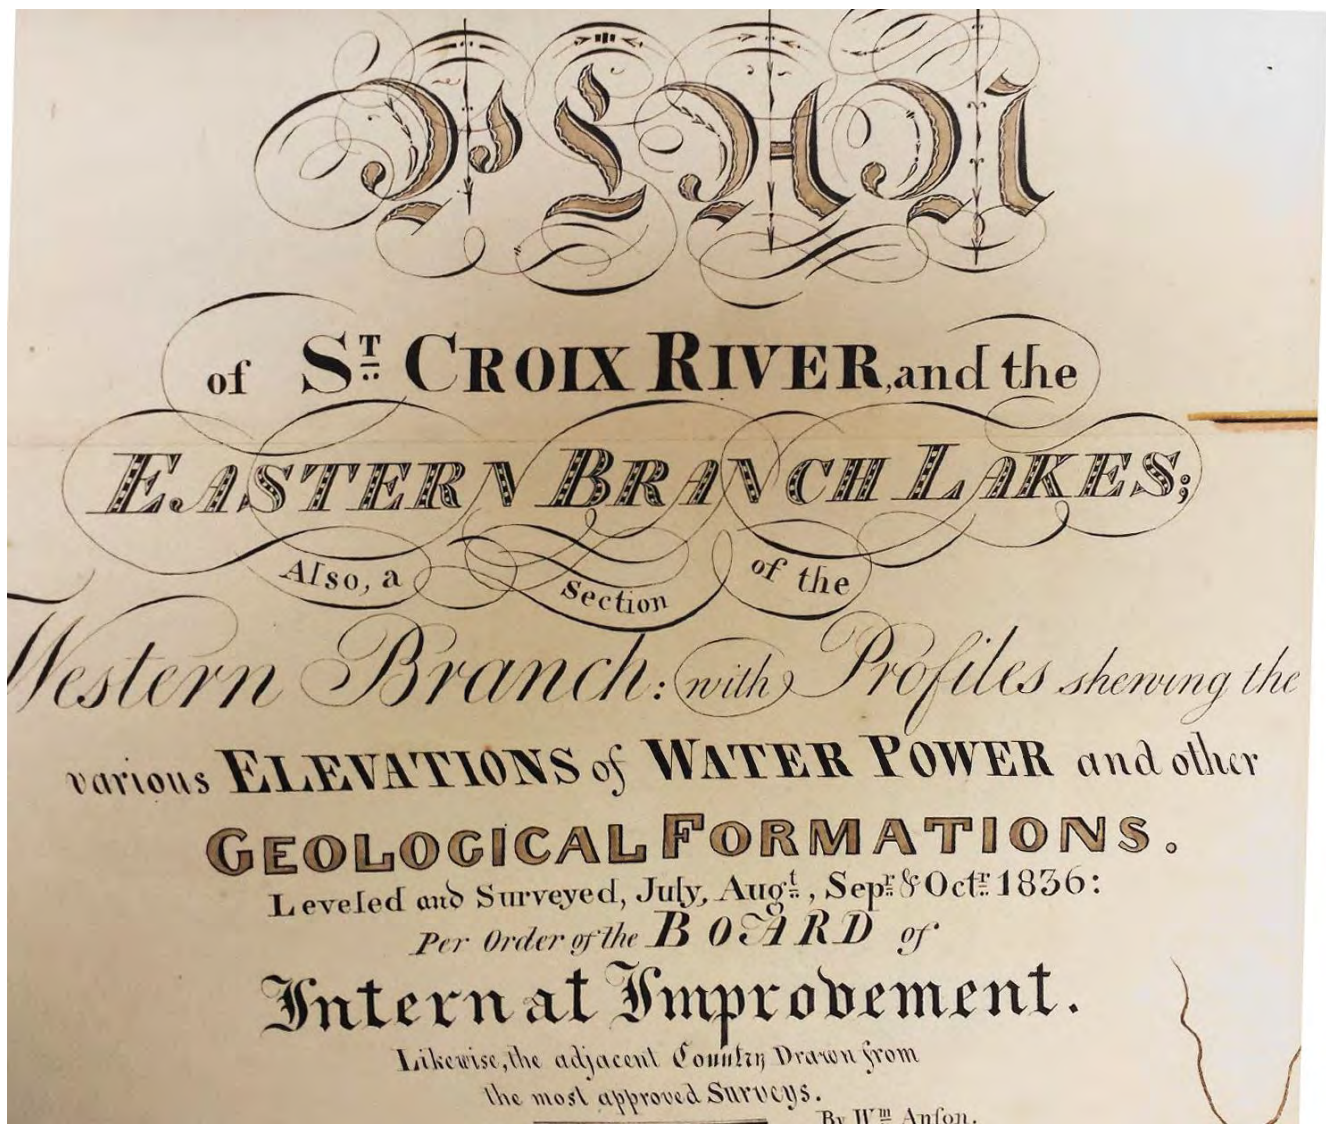 PLAN
of St. CROIX RIVER, and the
EASTERN BRANCH LAKES;
Also, a Section of the
Western Branch: with Profiles shewing the
various ELEVATIONS of WATER POWER and other
GEOLOGICAL FORMATIONS.
Leveled and Surveyed, July, Augt, Sepr & Octr 1836:
Per Order of the BOARD of
Internal Improvement.
Likewise, the adjacent Country Drawn from
the most approved Surveys.
By Wm Anſon.